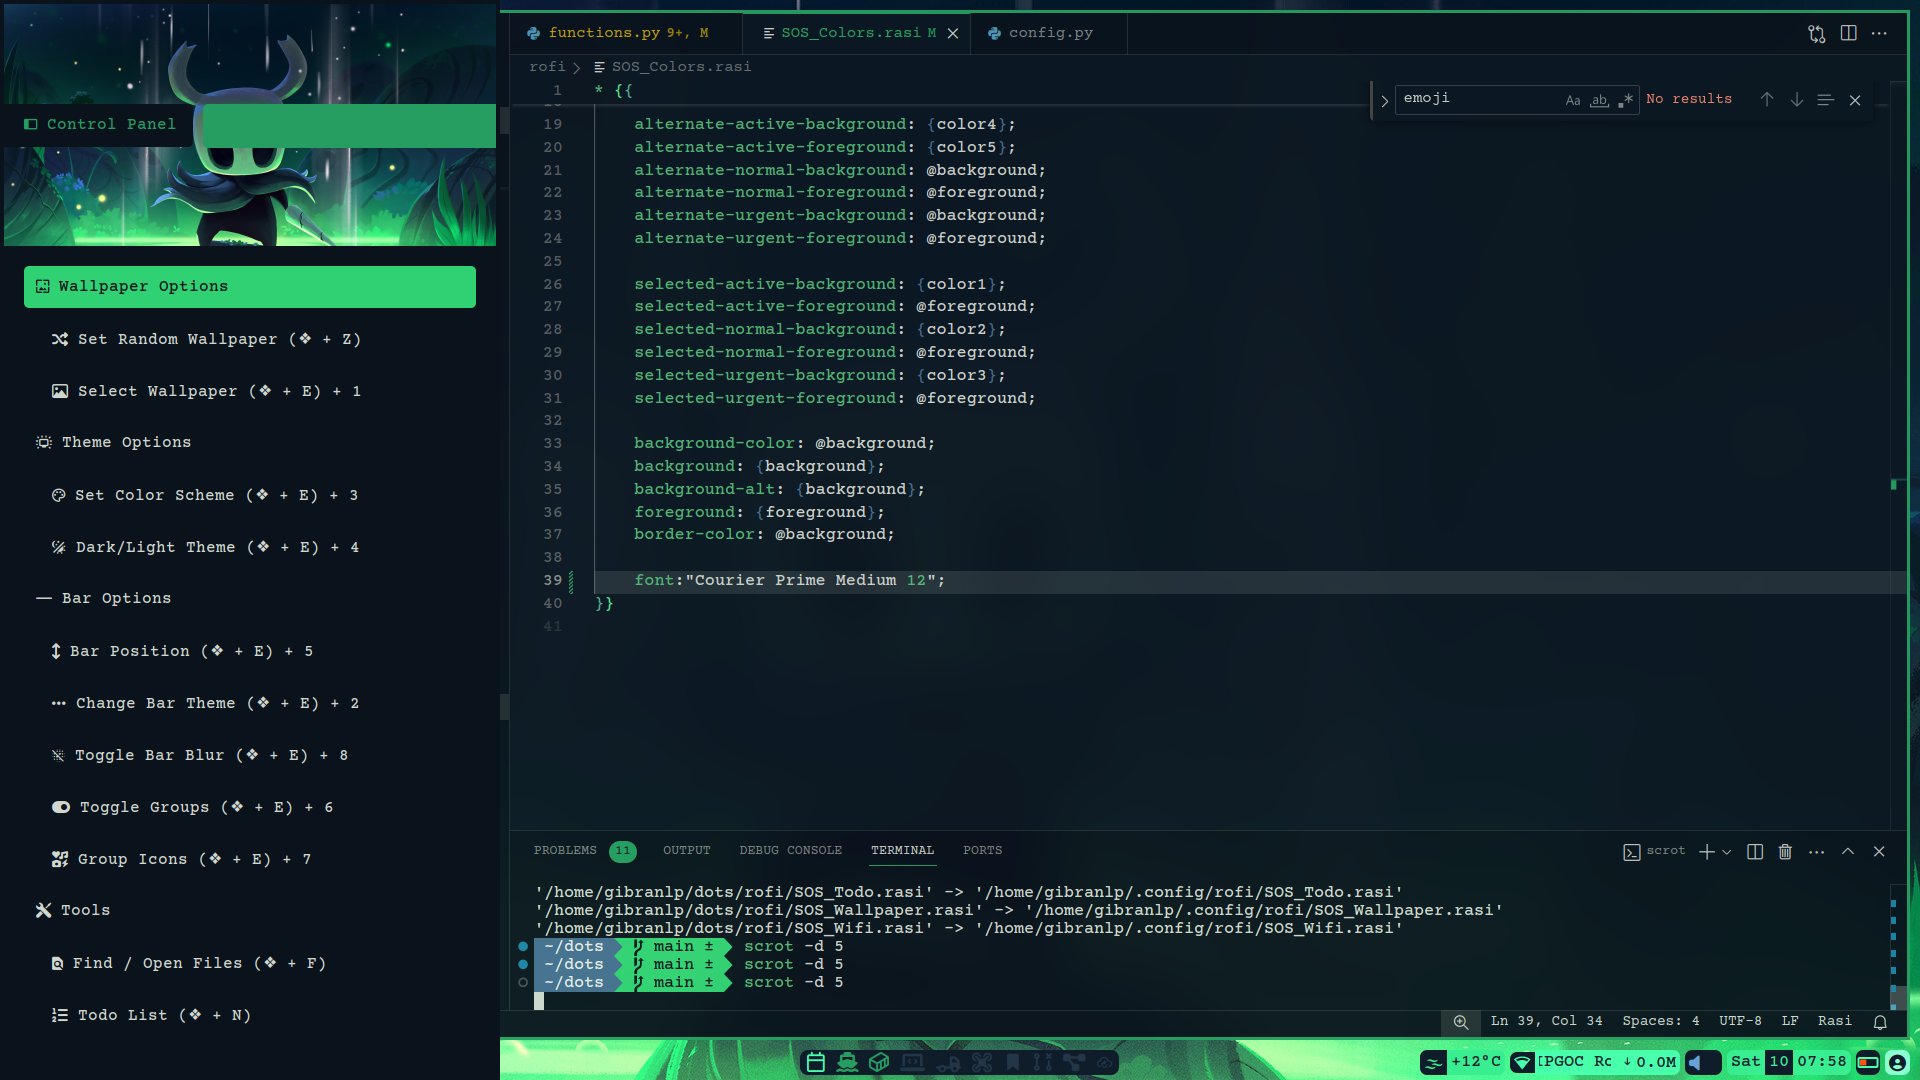 Control Panel
Wallpaper Options
Set Random Wallpaper (❖ + Z)
Select Wallpaper (❖ + E) + 1
Theme Options
Set Color Scheme (❖ + E) + 3
Dark/Light Theme (❖ + E) + 4
Bar Options
Bar Position (❖ + E) + 5
Change Bar Theme (❖ + E) + 2
Toggle Bar Blur (❖ + E) + 8
Toggle Groups (❖ + E) + 6
Group Icons (❖ + E) + 7
Tools
Find / Open Files (❖ + F)
Todo List (❖ + N)
functions.py 9+, M
SOS_Colors.rasi M
config.py
rofi > SOS_Colors.rasi
emoji Aa ab .* No results
1 * {{
19 alternate-active-background: {color4};
20 alternate-active-foreground: {color5};
21 alternate-normal-background: @background;
22 alternate-normal-foreground: @foreground;
23 alternate-urgent-background: @background;
24 alternate-urgent-foreground: @foreground;
25
26 selected-active-background: {color1};
27 selected-active-foreground: @foreground;
28 selected-normal-background: {color2};
29 selected-normal-foreground: @foreground;
30 selected-urgent-background: {color3};
31 selected-urgent-foreground: @foreground;
32
33 background-color: @background;
34 background: {background};
35 background-alt: {background};
36 foreground: {foreground};
37 border-color: @background;
38
39 font:"Courier Prime Medium 12";
40 }}
41
PROBLEMS 11 OUTPUT DEBUG CONSOLE TERMINAL PORTS
scrot
'/home/gibranlp/dots/rofi/SOS_Todo.rasi' -> '/home/gibranlp/.config/rofi/SOS_Todo.rasi'
'/home/gibranlp/dots/rofi/SOS_Wallpaper.rasi' -> '/home/gibranlp/.config/rofi/SOS_Wallpaper.rasi'
'/home/gibranlp/dots/rofi/SOS_Wifi.rasi' -> '/home/gibranlp/.config/rofi/SOS_Wifi.rasi'
~/dots main ± scrot -d 5
~/dots main ± scrot -d 5
~/dots main ± scrot -d 5
Ln 39, Col 34 Spaces: 4 UTF-8 LF Rasi
+12°C
PGOC Rc ↓ 0.0M
Sat 10 07:58